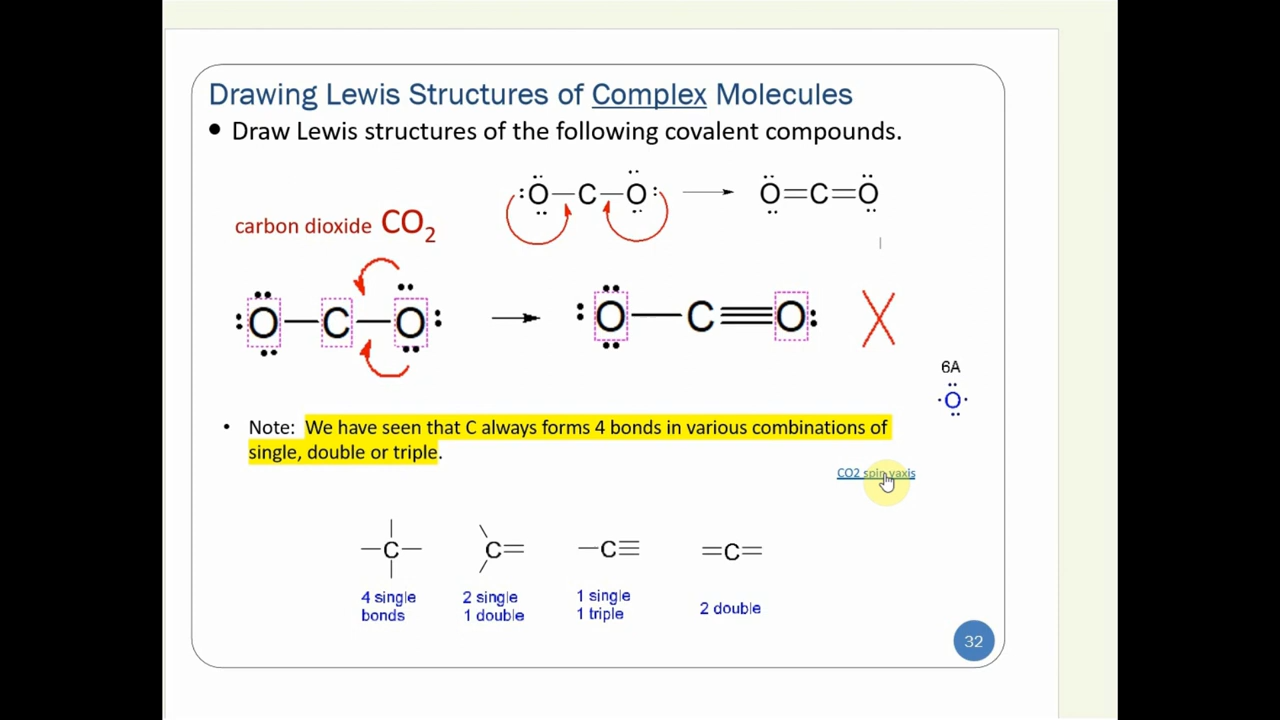 Drawing Lewis Structures of Complex Molecules
• Draw Lewis structures of the following covalent compounds.
:Ö—C—Ö: → Ö=C=Ö
carbon dioxide CO₂
:Ö—C—Ö: → :Ö—C≡O: X
6A
·Ö·
• Note: We have seen that C always forms 4 bonds in various combinations of
single, double or triple.
CO2 spin yaxis
—C— C= —C≡ =C=
4 single
bonds
2 single
1 double
1 single
1 triple
2 double
32